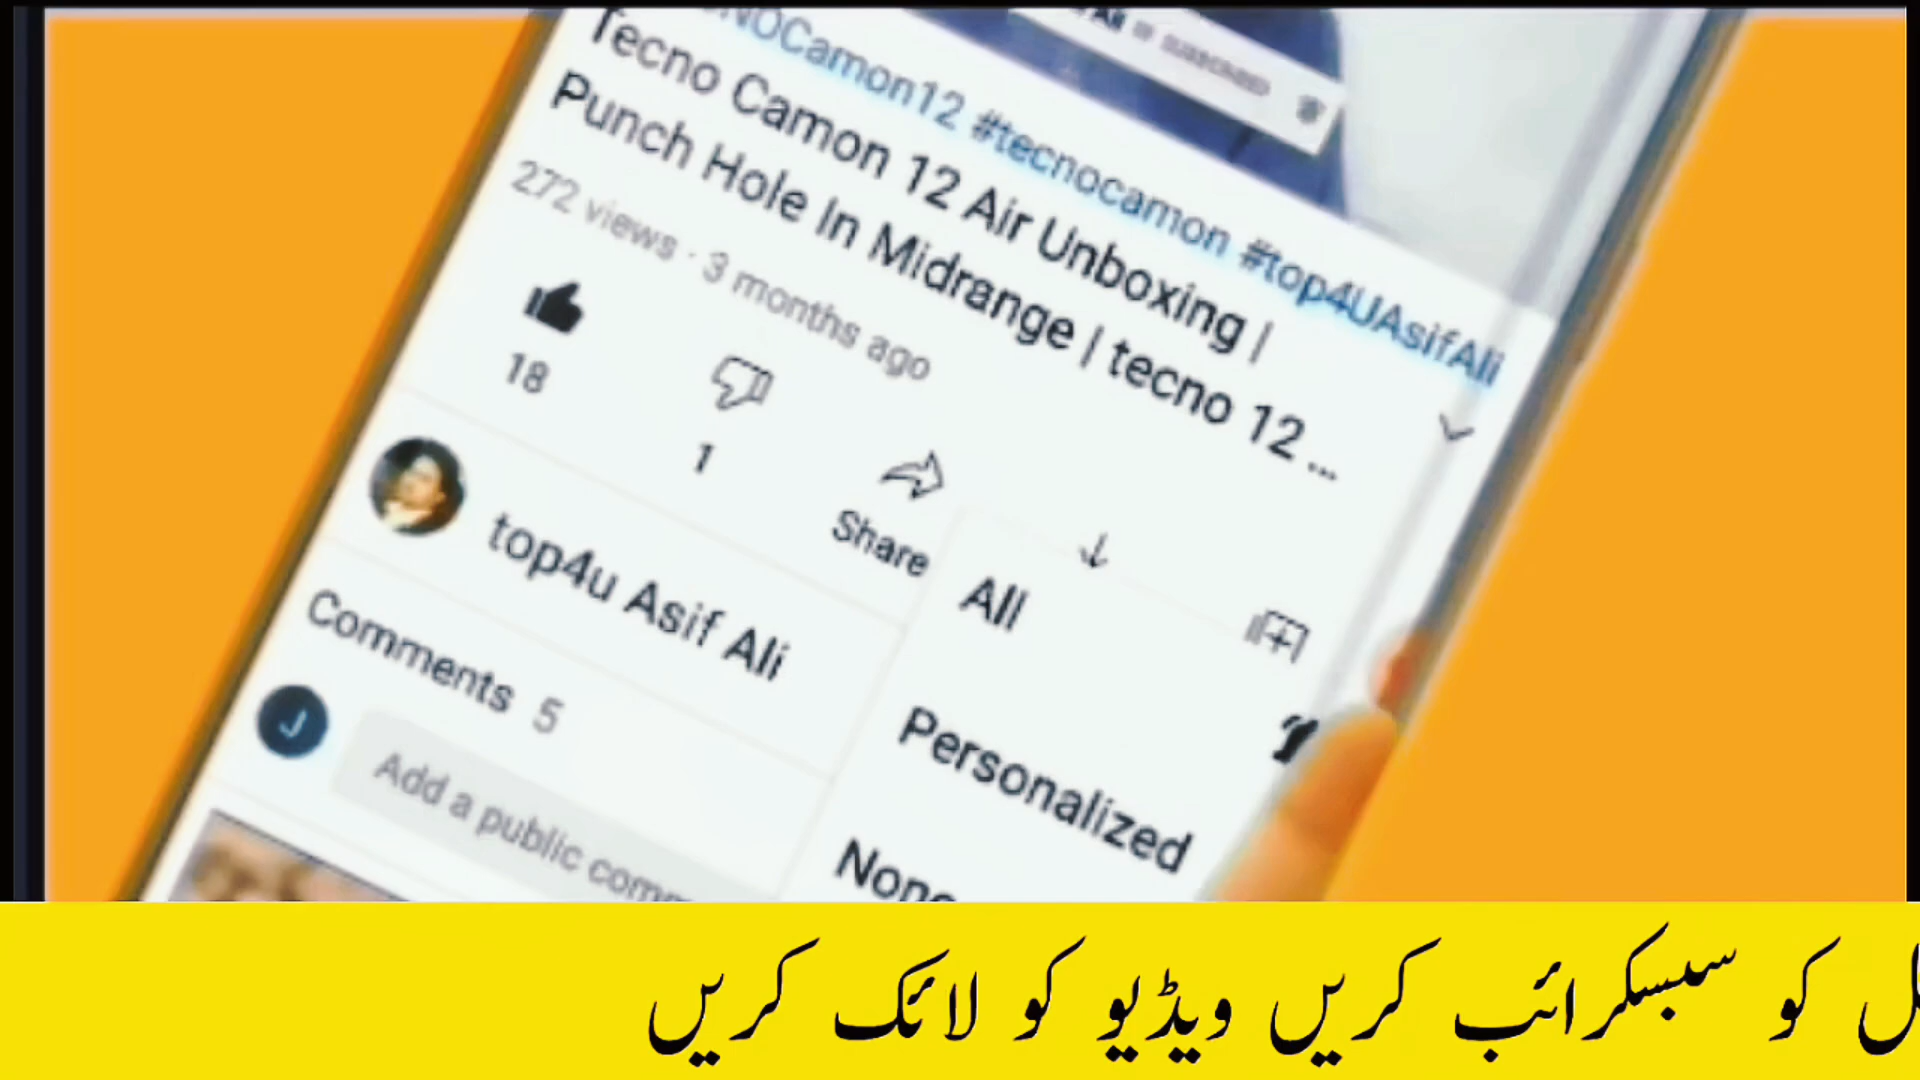 All
NOCamon12 #tecnocamon #top4UAsifAli
Tecno Camon 12 Air Unboxing |
Punch Hole In Midrange | tecno 12 ...
272 views · 3 months ago
18
1
Share
top4u Asif Ali
All
Comments 5
Personalized
J
Add a public comm
None
کو سبسکرائب کریں ویڈیو کو لائک کریں